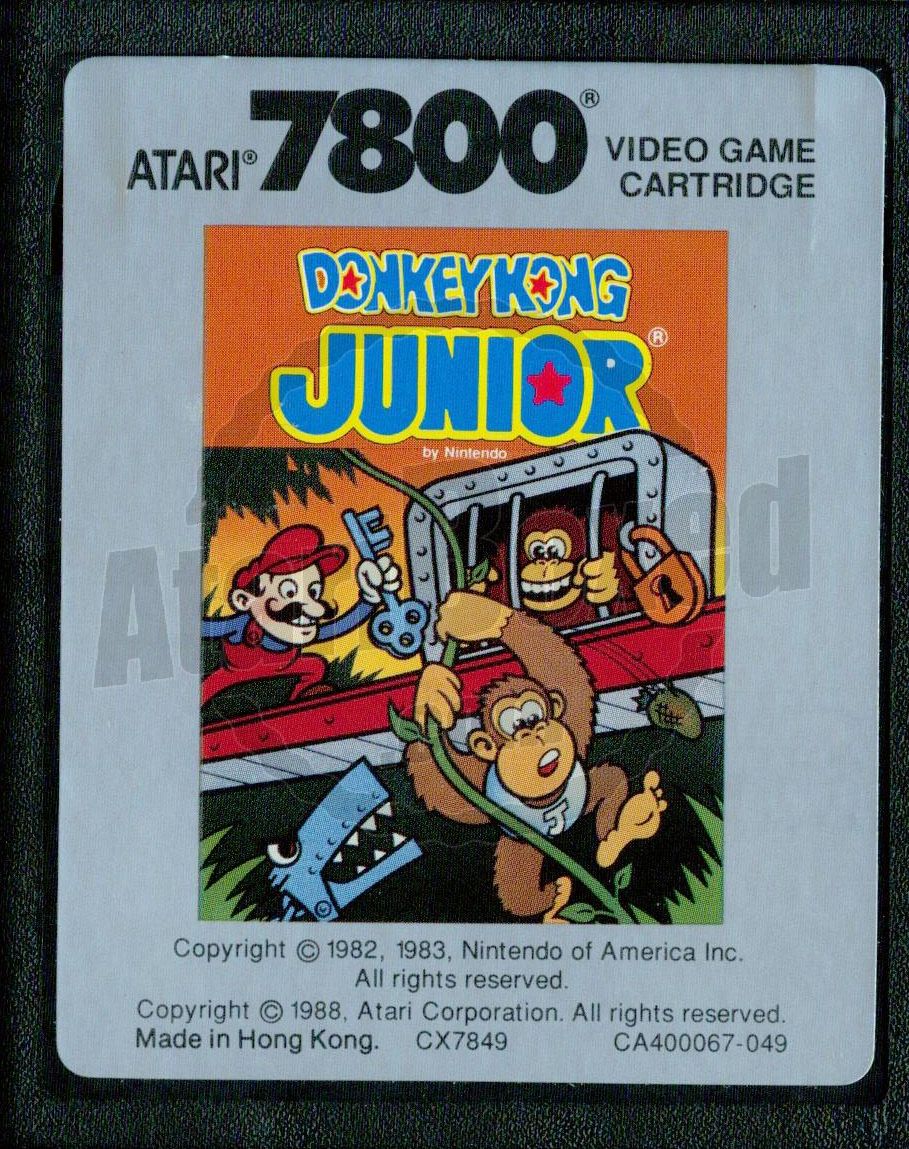 ATARI® 7800® VIDEO GAME
CARTRIDGE
DONKEY KONG
JUNIOR®
by Nintendo
J
Copyright © 1982, 1983, Nintendo of America Inc.
All rights reserved.
Copyright © 1988, Atari Corporation. All rights reserved.
Made in Hong Kong. CX7849 CA400067-049